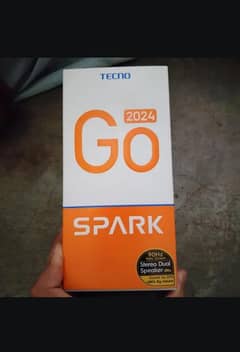 TECNO
2024
Go
SPARK
90Hz
Stereo Dual
Speaker